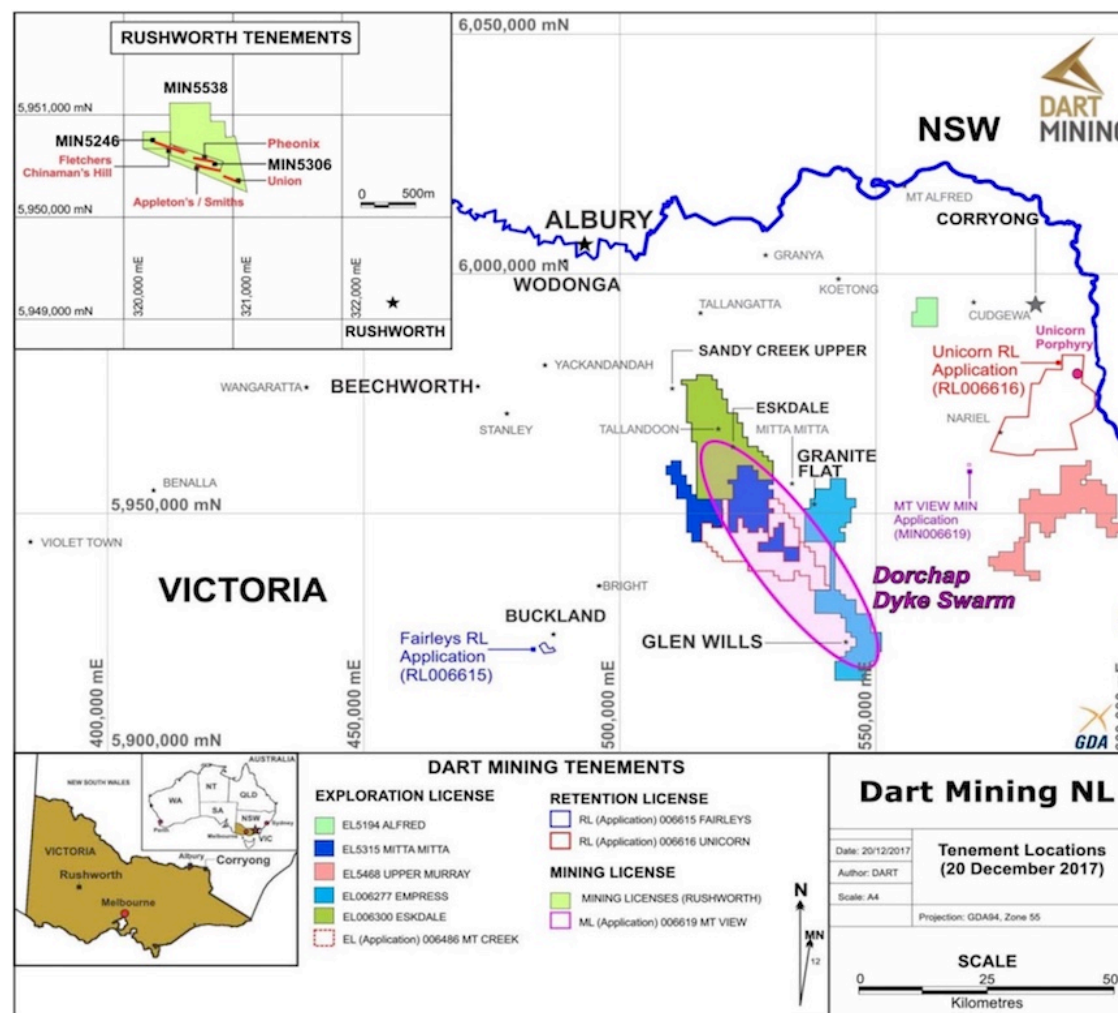 RUSHWORTH TENEMENTS
MIN5538
5,951,000 mN
MIN5246
Pheonix
Fletchers
Chinaman's Hill
MIN5306
Union
Appleton's / Smiths
0 500m
5,950,000 mN
320,000 mE
321,000 mE
322,000 mE
5,949,000 mN
RUSHWORTH
6,050,000 mN
DART
MINING
NSW
MT ALFRED
CORRYONG
ALBURY
GRANYA
6,000,000 mN
WODONGA
KOETONG
TALLANGATTA
CUDGEWA
Unicorn
Porphyry
SANDY CREEK UPPER
Unicorn RL
Application
(RL006616)
YACKANDANDAH
WANGARATTA
BEECHWORTH
ESKDALE
STANLEY
TALLANDOON
MITTA MITTA
NARIEL
GRANITE
FLAT
BENALLA
5,950,000 mN
MT VIEW MIN
Application
(MIN006619)
VIOLET TOWN
VICTORIA
BRIGHT
Dorchap
Dyke Swarm
BUCKLAND
Fairleys RL
Application
(RL006615)
GLEN WILLS
400,000 mE
450,000 mE
500,000 mE
550,000 mE
5,900,000 mN
GDA
NEW SOUTH WALES
AUSTRALIA
NT
WA
QLD
SA
NSW
Perth
Sydney
Melbourne
VIC
VICTORIA
Albury
Corryong
Rushworth
Melbourne
DART MINING TENEMENTS
EXPLORATION LICENSE
EL5194 ALFRED
EL5315 MITTA MITTA
EL5468 UPPER MURRAY
EL006277 EMPRESS
EL006300 ESKDALE
EL (Application) 006486 MT CREEK
RETENTION LICENSE
RL (Application) 006615 FAIRLEYS
RL (Application) 006616 UNICORN
MINING LICENSE
MINING LICENSES (RUSHWORTH)
ML (Application) 006619 MT VIEW
N
MN
12
Dart Mining NL
Date: 20/12/2017
Author: DART
Scale: A4
Tenement Locations
(20 December 2017)
Projection: GDA94, Zone 55
SCALE
0 25 50
Kilometres